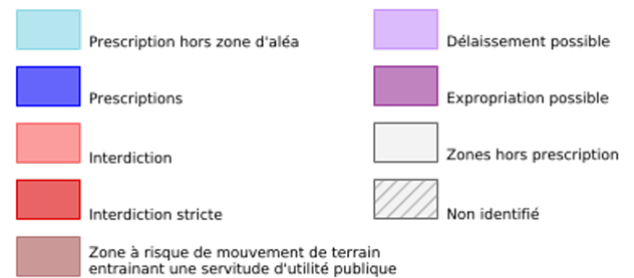 Prescription hors zone d'aléa
Prescriptions
Interdiction
Interdiction stricte
Zone à risque de mouvement de terrain
entrainant une servitude d'utilité publique
Délaissement possible
Expropriation possible
Zones hors prescription
Non identifié